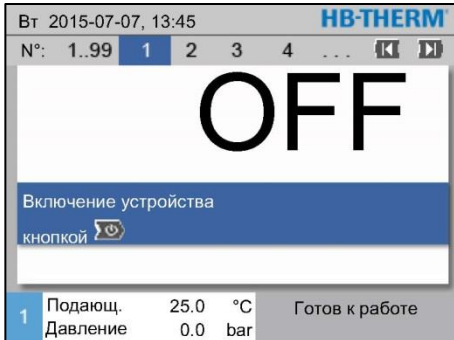 Вт 2015-07-07, 13:45 HB-THERM
N°: 1..99 1 2 3 4 ...
OFF
Включение устройства
кнопкой
1 Подающ. 25.0 °C Готов к работе
Давление 0.0 bar